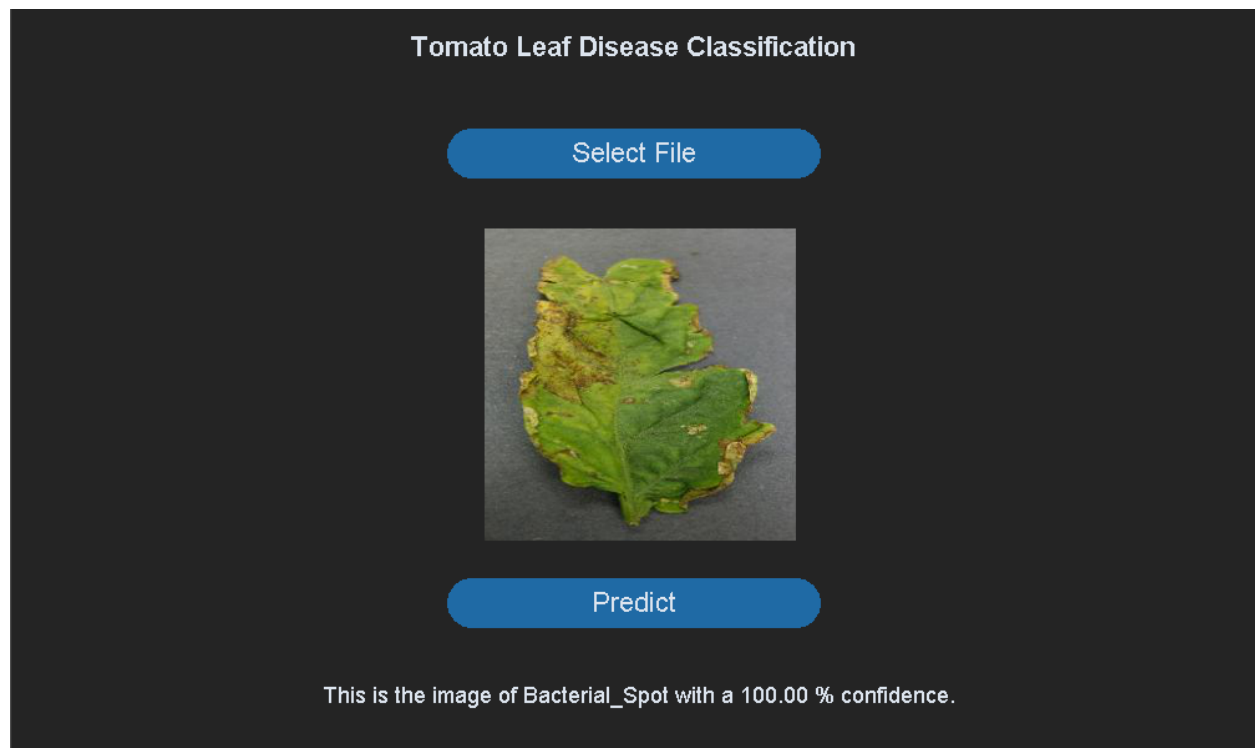 Tomato Leaf Disease Classification
Select File
Predict
This is the image of Bacterial_Spot with a 100.00 % confidence.